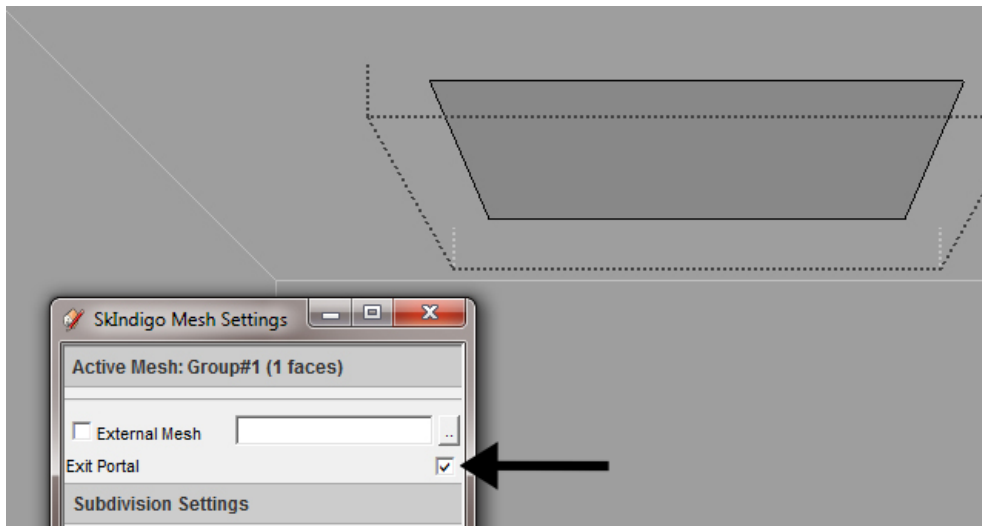 SkIndigo Mesh Settings
Active Mesh: Group#1 (1 faces)
External Mesh
..
Exit Portal
Subdivision Settings